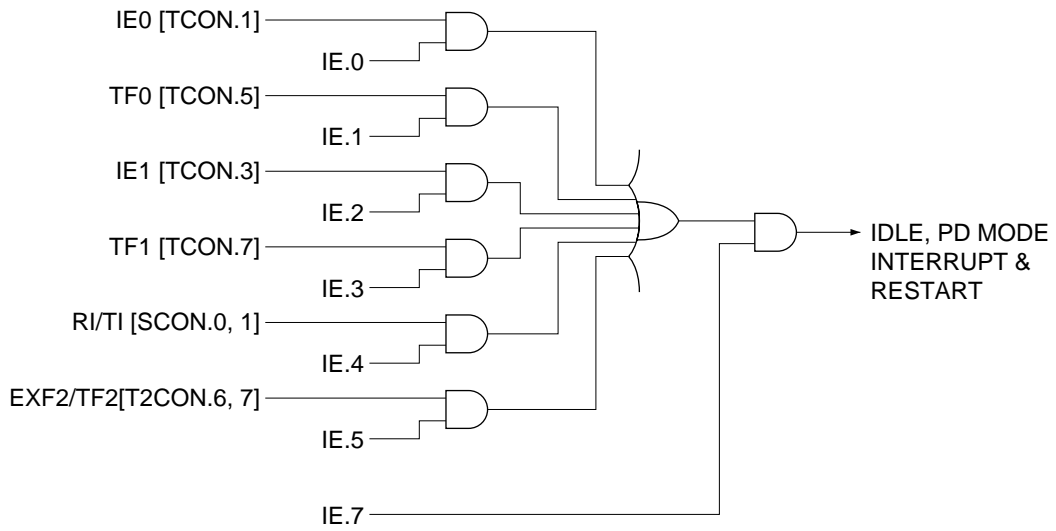 IE0 [TCON.1]
IE.0
TF0 [TCON.5]
IE.1
IE1 [TCON.3]
IE.2
TF1 [TCON.7]
IE.3
RI/TI [SCON.0, 1]
IE.4
EXF2/TF2[T2CON.6, 7]
IE.5
IE.7
IDLE, PD MODE
INTERRUPT &
RESTART